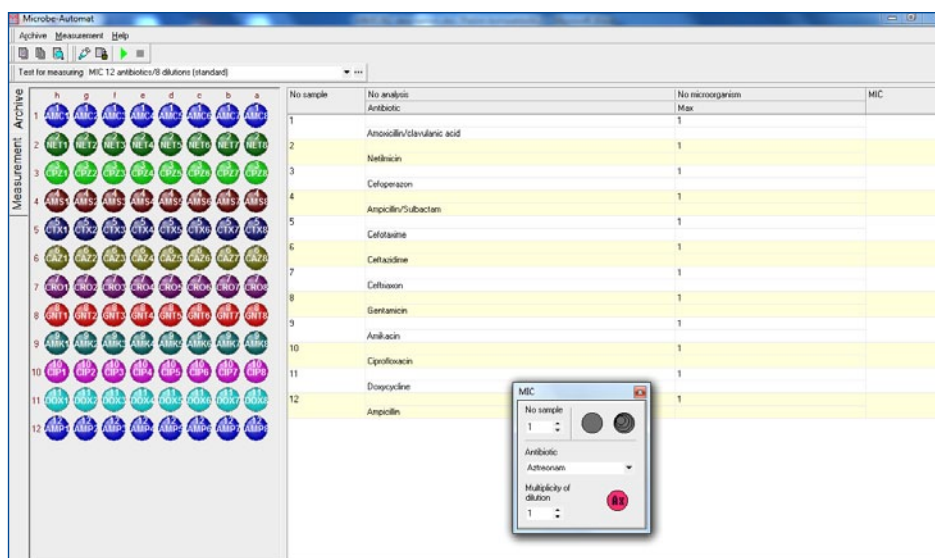 Microbe-Automat
Archive Measurement Help
Test for measuring MIC 12 antibiotics/8 dilutions (standard)
Archive
Measurement
h g f e d c b a
1 AMC1 AMC2 AMC3 AMC4 AMC5 AMC6 AMC7 AMC8
2 NET1 NET2 NET3 NET4 NET5 NET6 NET7 NET8
3 CPZ1 CPZ2 CPZ3 CPZ4 CPZ5 CPZ6 CPZ7 CPZ8
4 AMS1 AMS2 AMS3 AMS4 AMS5 AMS6 AMS7 AMS8
5 CTX1 CTX2 CTX3 CTX4 CTX5 CTX6 CTX7 CTX8
6 CAZ1 CAZ2 CAZ3 CAZ4 CAZ5 CAZ6 CAZ7 CAZ8
7 CRO1 CRO2 CRO3 CRO4 CRO5 CRO6 CRO7 CRO8
8 GNT1 GNT2 GNT3 GNT4 GNT5 GNT6 GNT7 GNT8
9 AMK1 AMK2 AMK3 AMK4 AMK5 AMK6 AMK7 AMK8
10 CIP1 CIP2 CIP3 CIP4 CIP5 CIP6 CIP7 CIP8
11 DOX1 DOX2 DOX3 DOX4 DOX5 DOX6 DOX7 DOX8
12 AMP1 AMP2 AMP3 AMP4 AMP5 AMP6 AMP7 AMP8
No sample No analysis No microorganism MIC
Antibiotic Max
1 1
Amoxicillin/clavulanic acid
2 1
Netilmicin
3 1
Cefoperazon
4 1
Ampicillin/Sulbactam
5 1
Cefotaxime
6 1
Ceftazidime
7 1
Ceftriaxon
8 1
Gentamicin
9 1
Amikacin
10 1
Ciprofloxacin
11 1
Doxycycline
12 1
Ampicillin
MIC
No sample
1
Antibiotic
Aztreonam
Multiplicity of
dilution
1
Ax